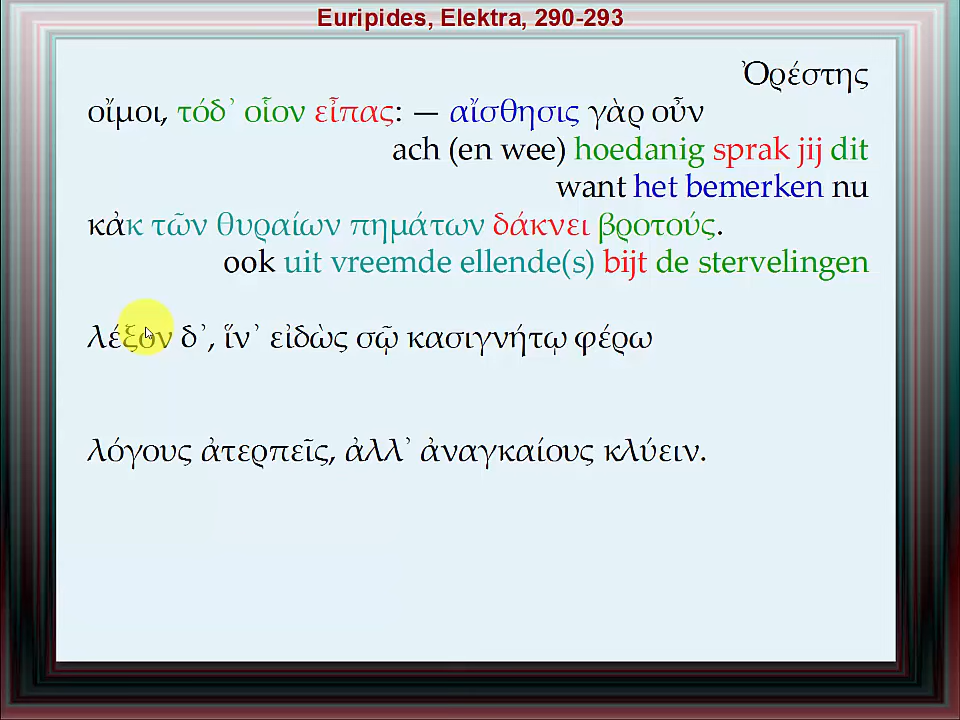 Euripides, Elektra, 290-293
Ὀρέστης
οἴμοι, τόδ᾽ οἷον εἶπας: — αἴσθησις γὰρ οὖν
ach (en wee) hoedanig sprak jij dit
want het bemerken nu
κἀκ τῶν θυραίων πημάτων δάκνει βροτούς.
ook uit vreemde ellende(s) bijt de stervelingen
λέξον δ᾽, ἵν᾽ εἰδὼς σῷ κασιγνήτῳ φέρω
λόγους ἀτερπεῖς, ἀλλ᾽ ἀναγκαίους κλύειν.